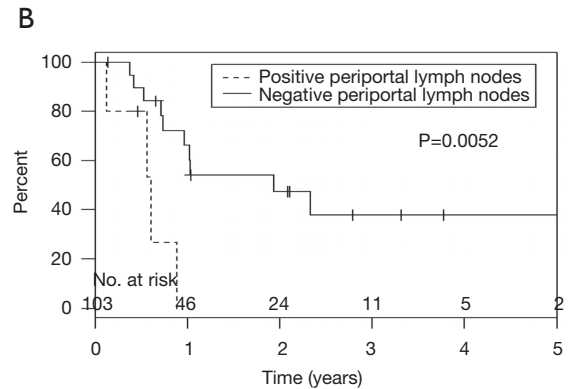 B
100
80
60
40
20
0
Percent
Positive periportal lymph nodes
Negative periportal lymph nodes
P=0.0052
No. at risk
103 46 24 11 5 2
0 1 2 3 4 5
Time (years)